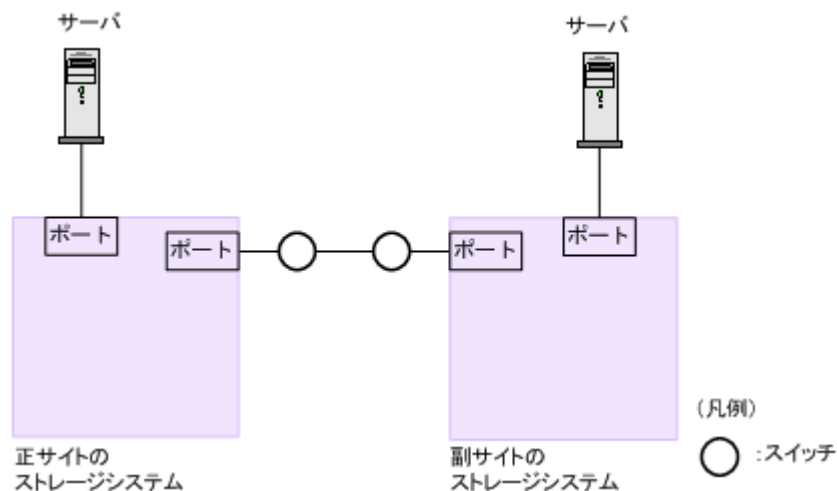 サーバ
サーバ
ポート
ポート
ポート
ポート
正サイトの
ストレージシステム
副サイトの
ストレージシステム
(凡例)
:スイッチ